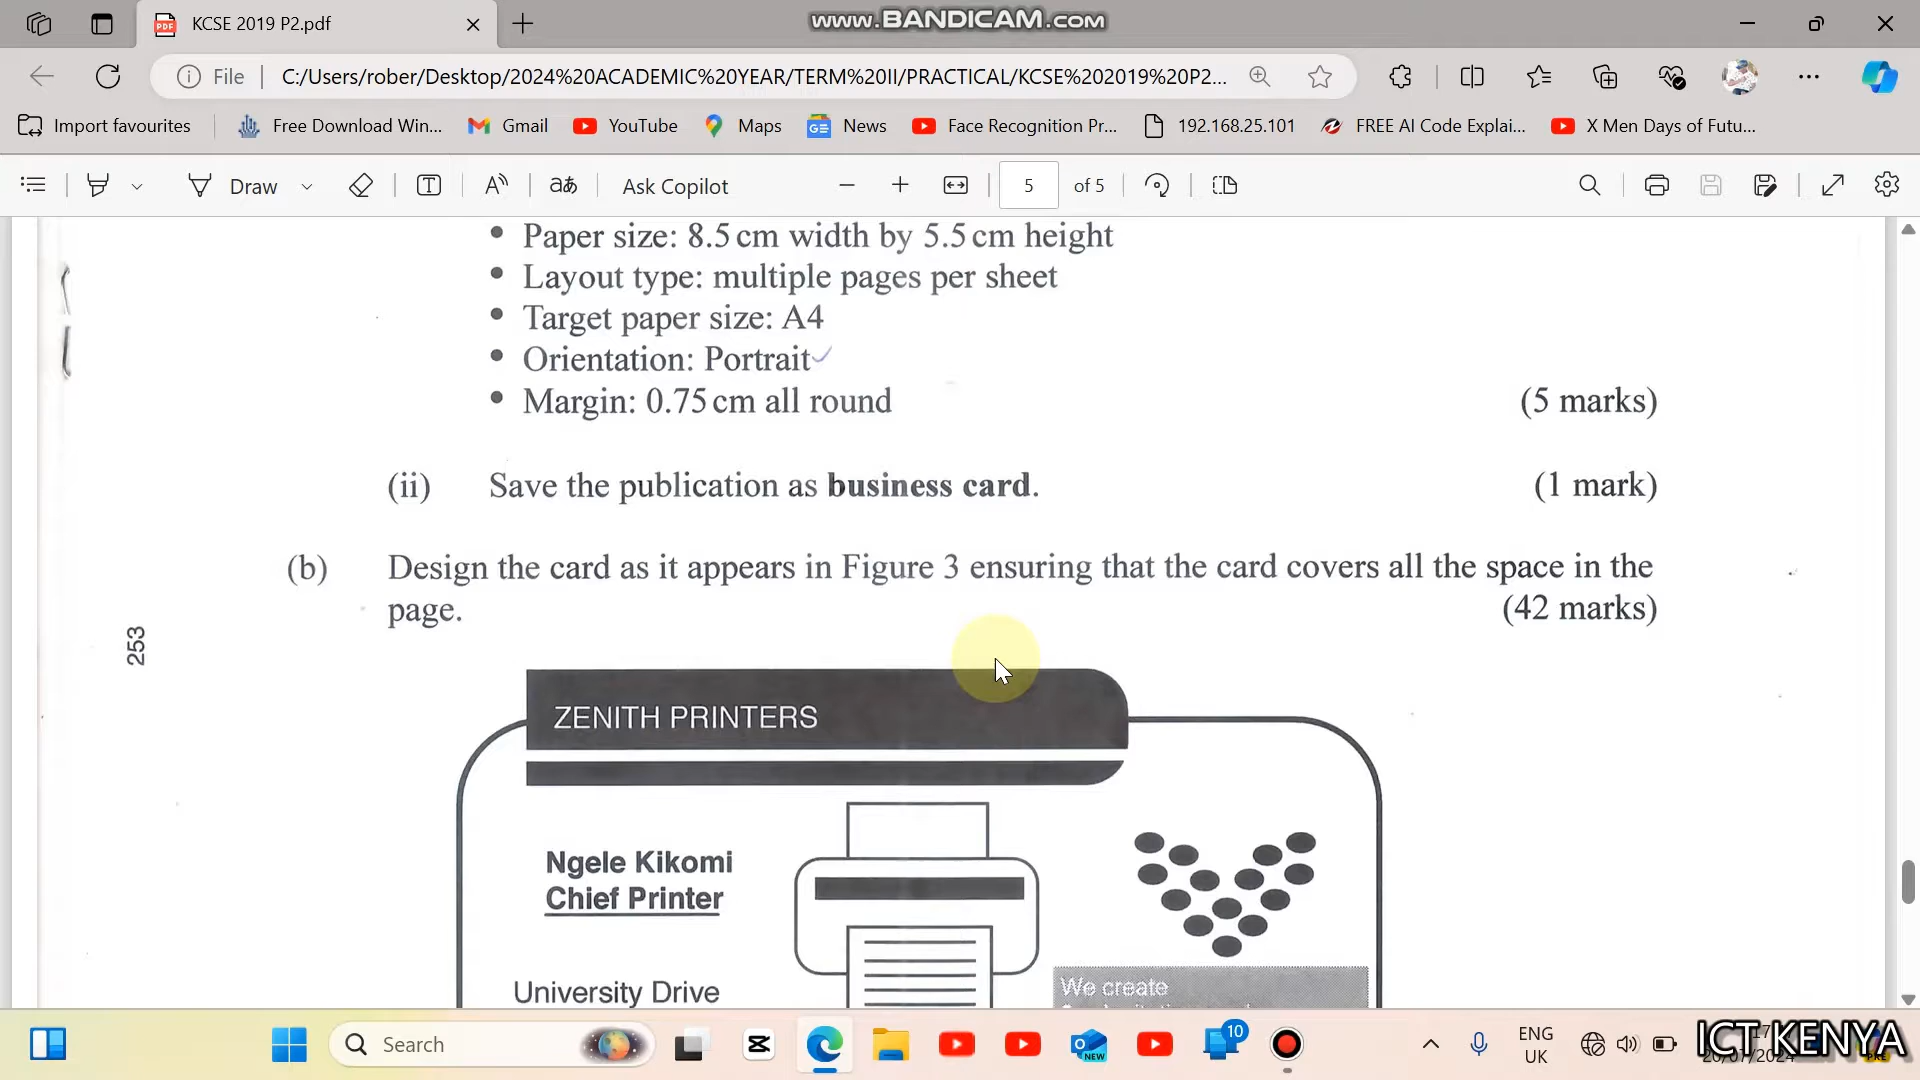 www.BANDICAM.com
KCSE 2019 P2.pdf
File
C:/Users/rober/Desktop/2024%20ACADEMIC%20YEAR/TERM%20II/PRACTICAL/KCSE%202019%20P2...
Import favourites
Free Download Win...
Gmail
YouTube
Maps
News
Face Recognition Pr...
192.168.25.101
FREE AI Code Explai...
X Men Days of Futu...
Draw
Ask Copilot
5
of 5
• Paper size: 8.5 cm width by 5.5 cm height
• Layout type: multiple pages per sheet
• Target paper size: A4
• Orientation: Portrait
• Margin: 0.75 cm all round (5 marks)
(ii) Save the publication as business card. (1 mark)
(b) Design the card as it appears in Figure 3 ensuring that the card covers all the space in the
page. (42 marks)
253
ZENITH PRINTERS
Ngele Kikomi
Chief Printer
University Drive
We create
Search
NEW
10
ENG
UK
ICT KENYA